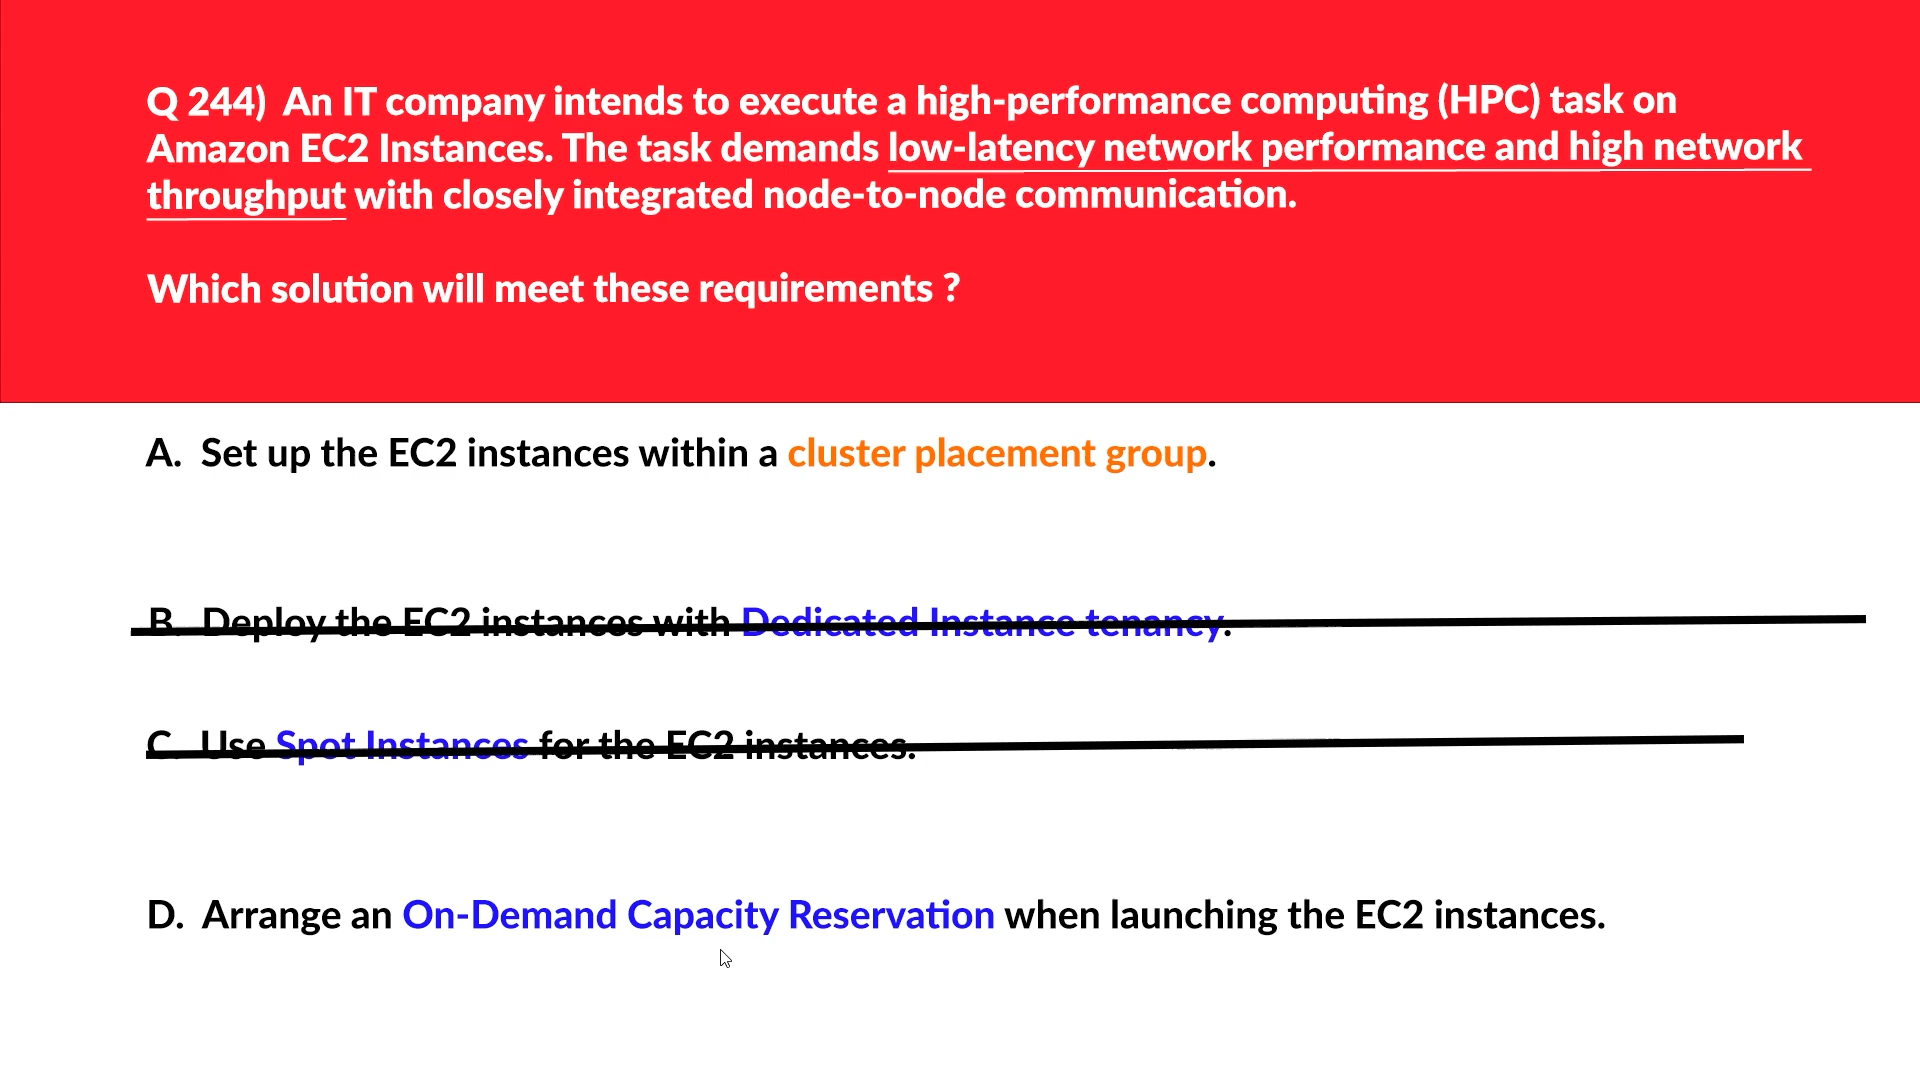 Q 244) An IT company intends to execute a high-performance computing (HPC) task on
Amazon EC2 Instances. The task demands low-latency network performance and high network
throughput with closely integrated node-to-node communication.
Which solution will meet these requirements ?
A. Set up the EC2 instances within a cluster placement group.
B. Deploy the EC2 instances with Dedicated Instance tenancy.
C. Use Spot Instances for the EC2 instances.
D. Arrange an On-Demand Capacity Reservation when launching the EC2 instances.